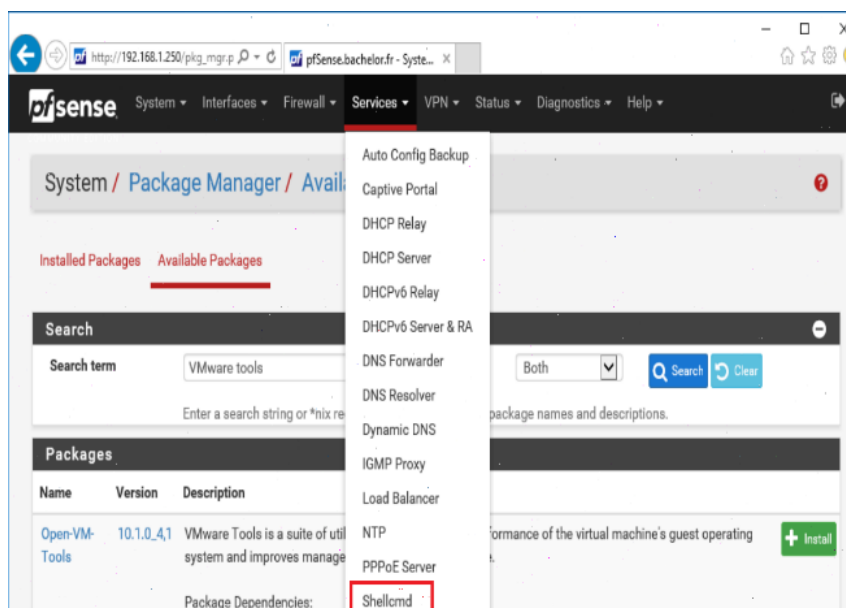 http://192.168.1.250/pkg_mgr.p
pfSense.bachelor.fr - Syste...
pfsense System Interfaces Firewall Services VPN Status Diagnostics Help
Auto Config Backup
System / Package Manager / Avail
Captive Portal
DHCP Relay
Installed Packages Available Packages
DHCP Server
DHCPv6 Relay
Search
DHCPv6 Server & RA
Search term VMware tools
DNS Forwarder
Both Search Clear
DNS Resolver
Enter a search string or *nix package names and descriptions.
Dynamic DNS
Packages
IGMP Proxy
Name Version Description
Load Balancer
Open-VM-Tools 10.1.0_4,1 VMware Tools is a suite of
NTP
of the virtual machine's guest operating
Install
system and improves
PPPoE Server
Package Dependencies:
Shellcmd